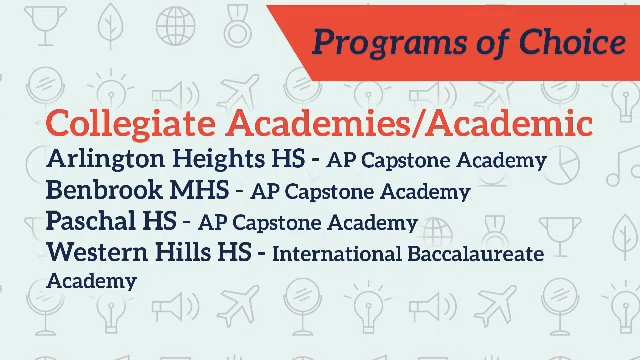 Programs of Choice
Collegiate Academies/Academic
Arlington Heights HS - AP Capstone Academy
Benbrook MHS - AP Capstone Academy
Paschal HS - AP Capstone Academy
Western Hills HS - International Baccalaureate
Academy